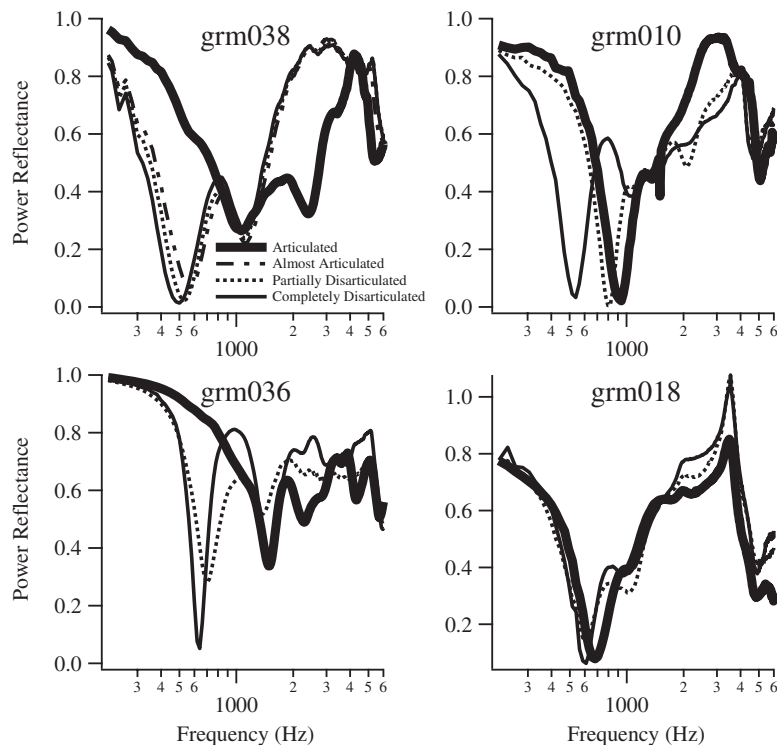 grm038
Power Reflectance
1.0
0.8
0.6
0.4
0.2
0.0
Articulated
Almost Articulated
Partially Disarticulated
Completely Disarticulated
3 4 5 6 2 3 4 5 6
1000
grm010
1.0
0.8
0.6
0.4
0.2
0.0
3 4 5 6 2 3 4 5 6
1000
grm036
Power Reflectance
1.0
0.8
0.6
0.4
0.2
0.0
3 4 5 6 2 3 4 5 6
1000
Frequency (Hz)
grm018
1.0
0.8
0.6
0.4
0.2
3 4 5 6 2 3 4 5 6
1000
Frequency (Hz)